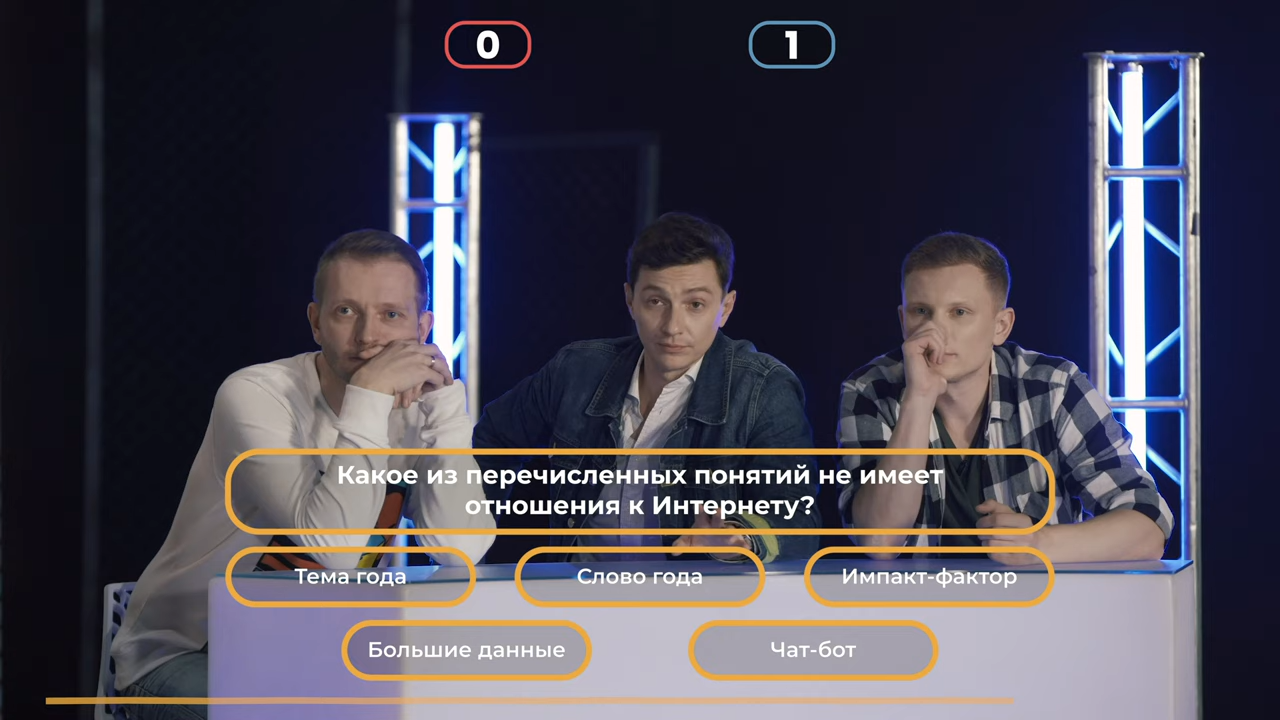 0
1
Какое из перечисленных понятий не имеет
отношения к Интернету?
Тема года
Слово года
Импакт-фактор
Большие данные
Чат-бот